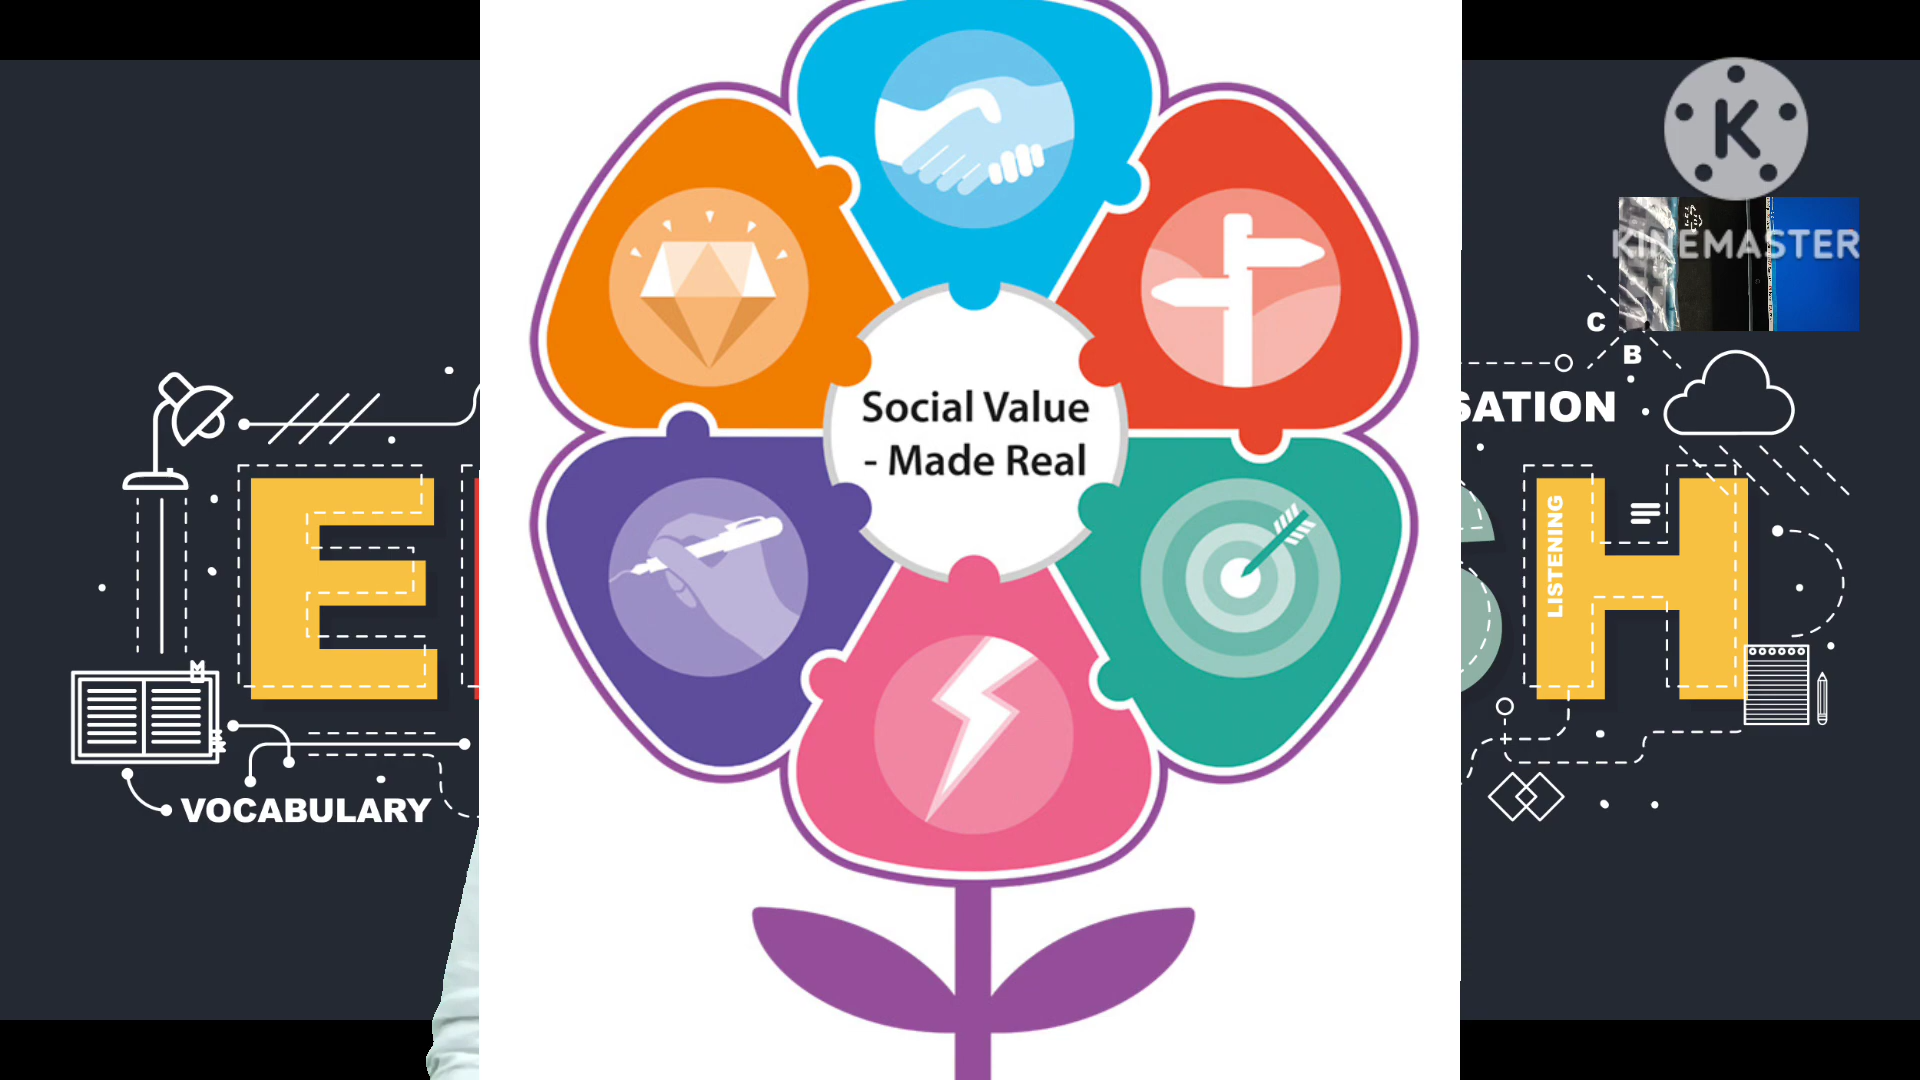 K
KINEMASTER
C
B
SATION
Social Value
- Made Real
E
H
LISTENING
VOCABULARY